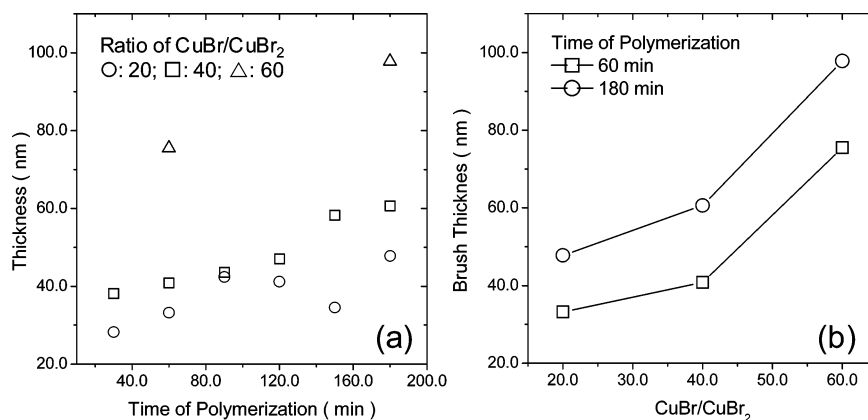 100.0
80.0
60.0
40.0
20.0
Thickness ( nm )
Ratio of CuBr/CuBr₂
○: 20; □: 40; △: 60
(a)
40.0 80.0 120.0 160.0 200.0
Time of Polymerization ( min )
100.0
80.0
60.0
40.0
20.0
Brush Thicknes ( nm )
Time of Polymerization
60 min
180 min
(b)
20.0 30.0 40.0 50.0 60.0
CuBr/CuBr₂